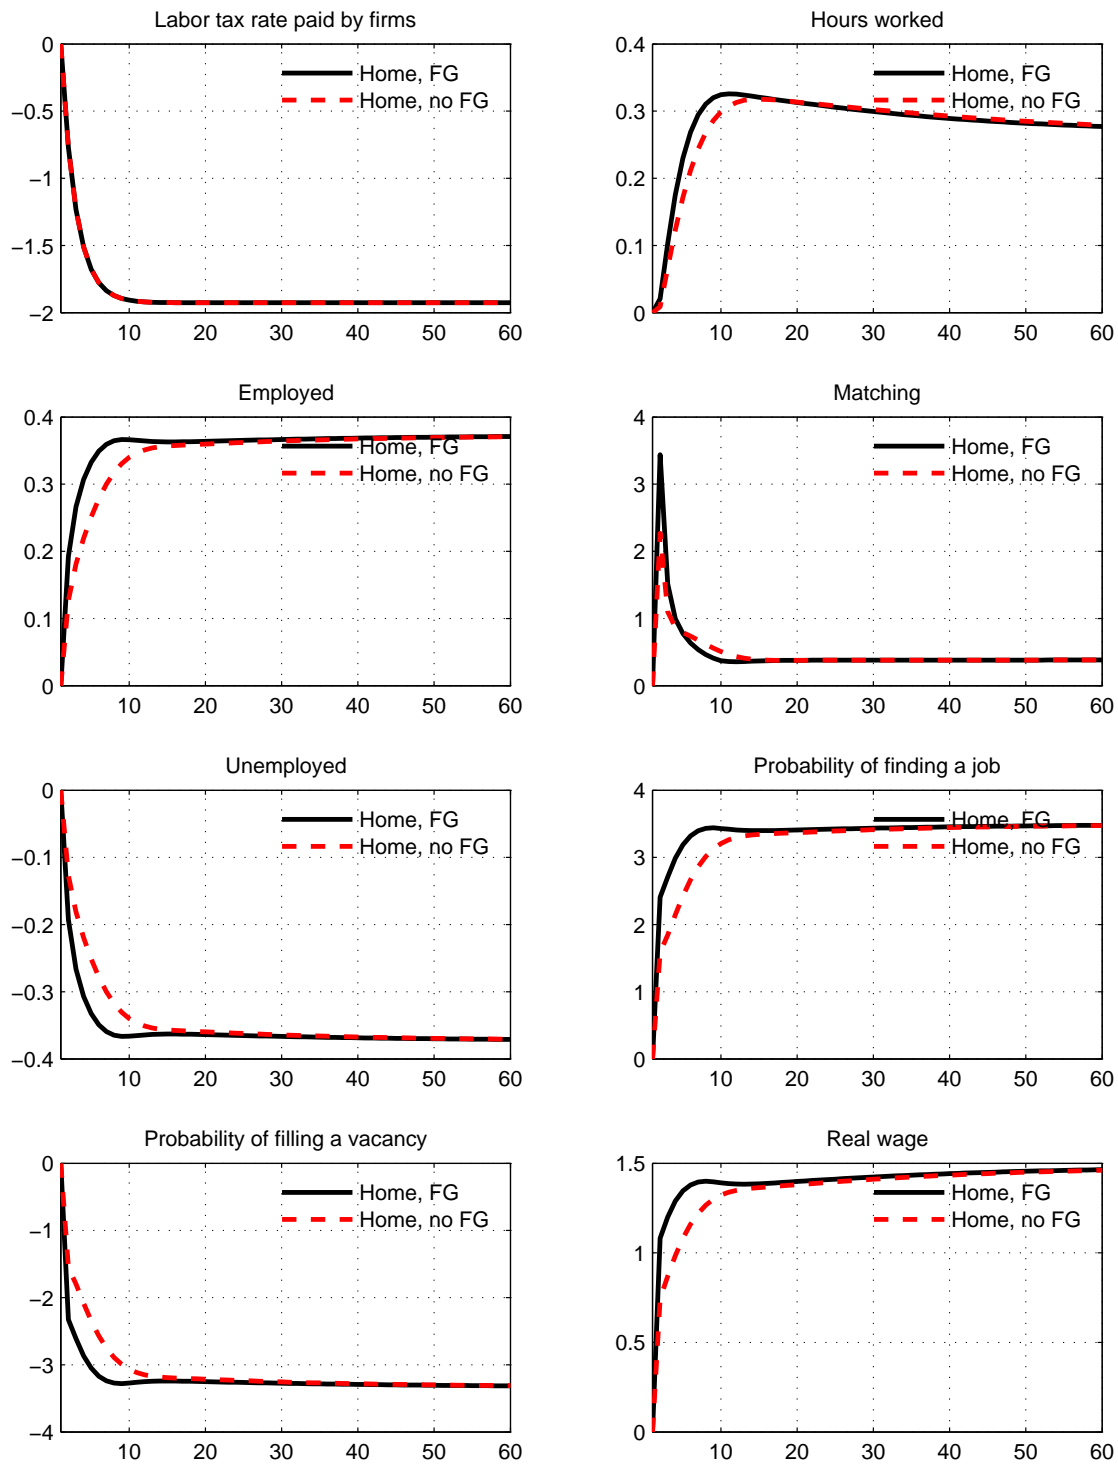 Labor tax rate paid by firms
0
−0.5
−1
−1.5
−2
10 20 30 40 50 60
Home, FG
Home, no FG
Hours worked
0.4
0.3
0.2
0.1
0
10 20 30 40 50 60
Home, FG
Home, no FG
Employed
0.4
0.3
0.2
0.1
0
10 20 30 40 50 60
Home, FG
Home, no FG
Matching
4
3
2
1
0
10 20 30 40 50 60
Home, FG
Home, no FG
Unemployed
0
−0.1
−0.2
−0.3
−0.4
10 20 30 40 50 60
Home, FG
Home, no FG
Probability of finding a job
4
3
2
1
0
10 20 30 40 50 60
Home, FG
Home, no FG
Probability of filling a vacancy
0
−1
−2
−3
−4
10 20 30 40 50 60
Home, FG
Home, no FG
Real wage
1.5
1
0.5
0
10 20 30 40 50 60
Home, FG
Home, no FG